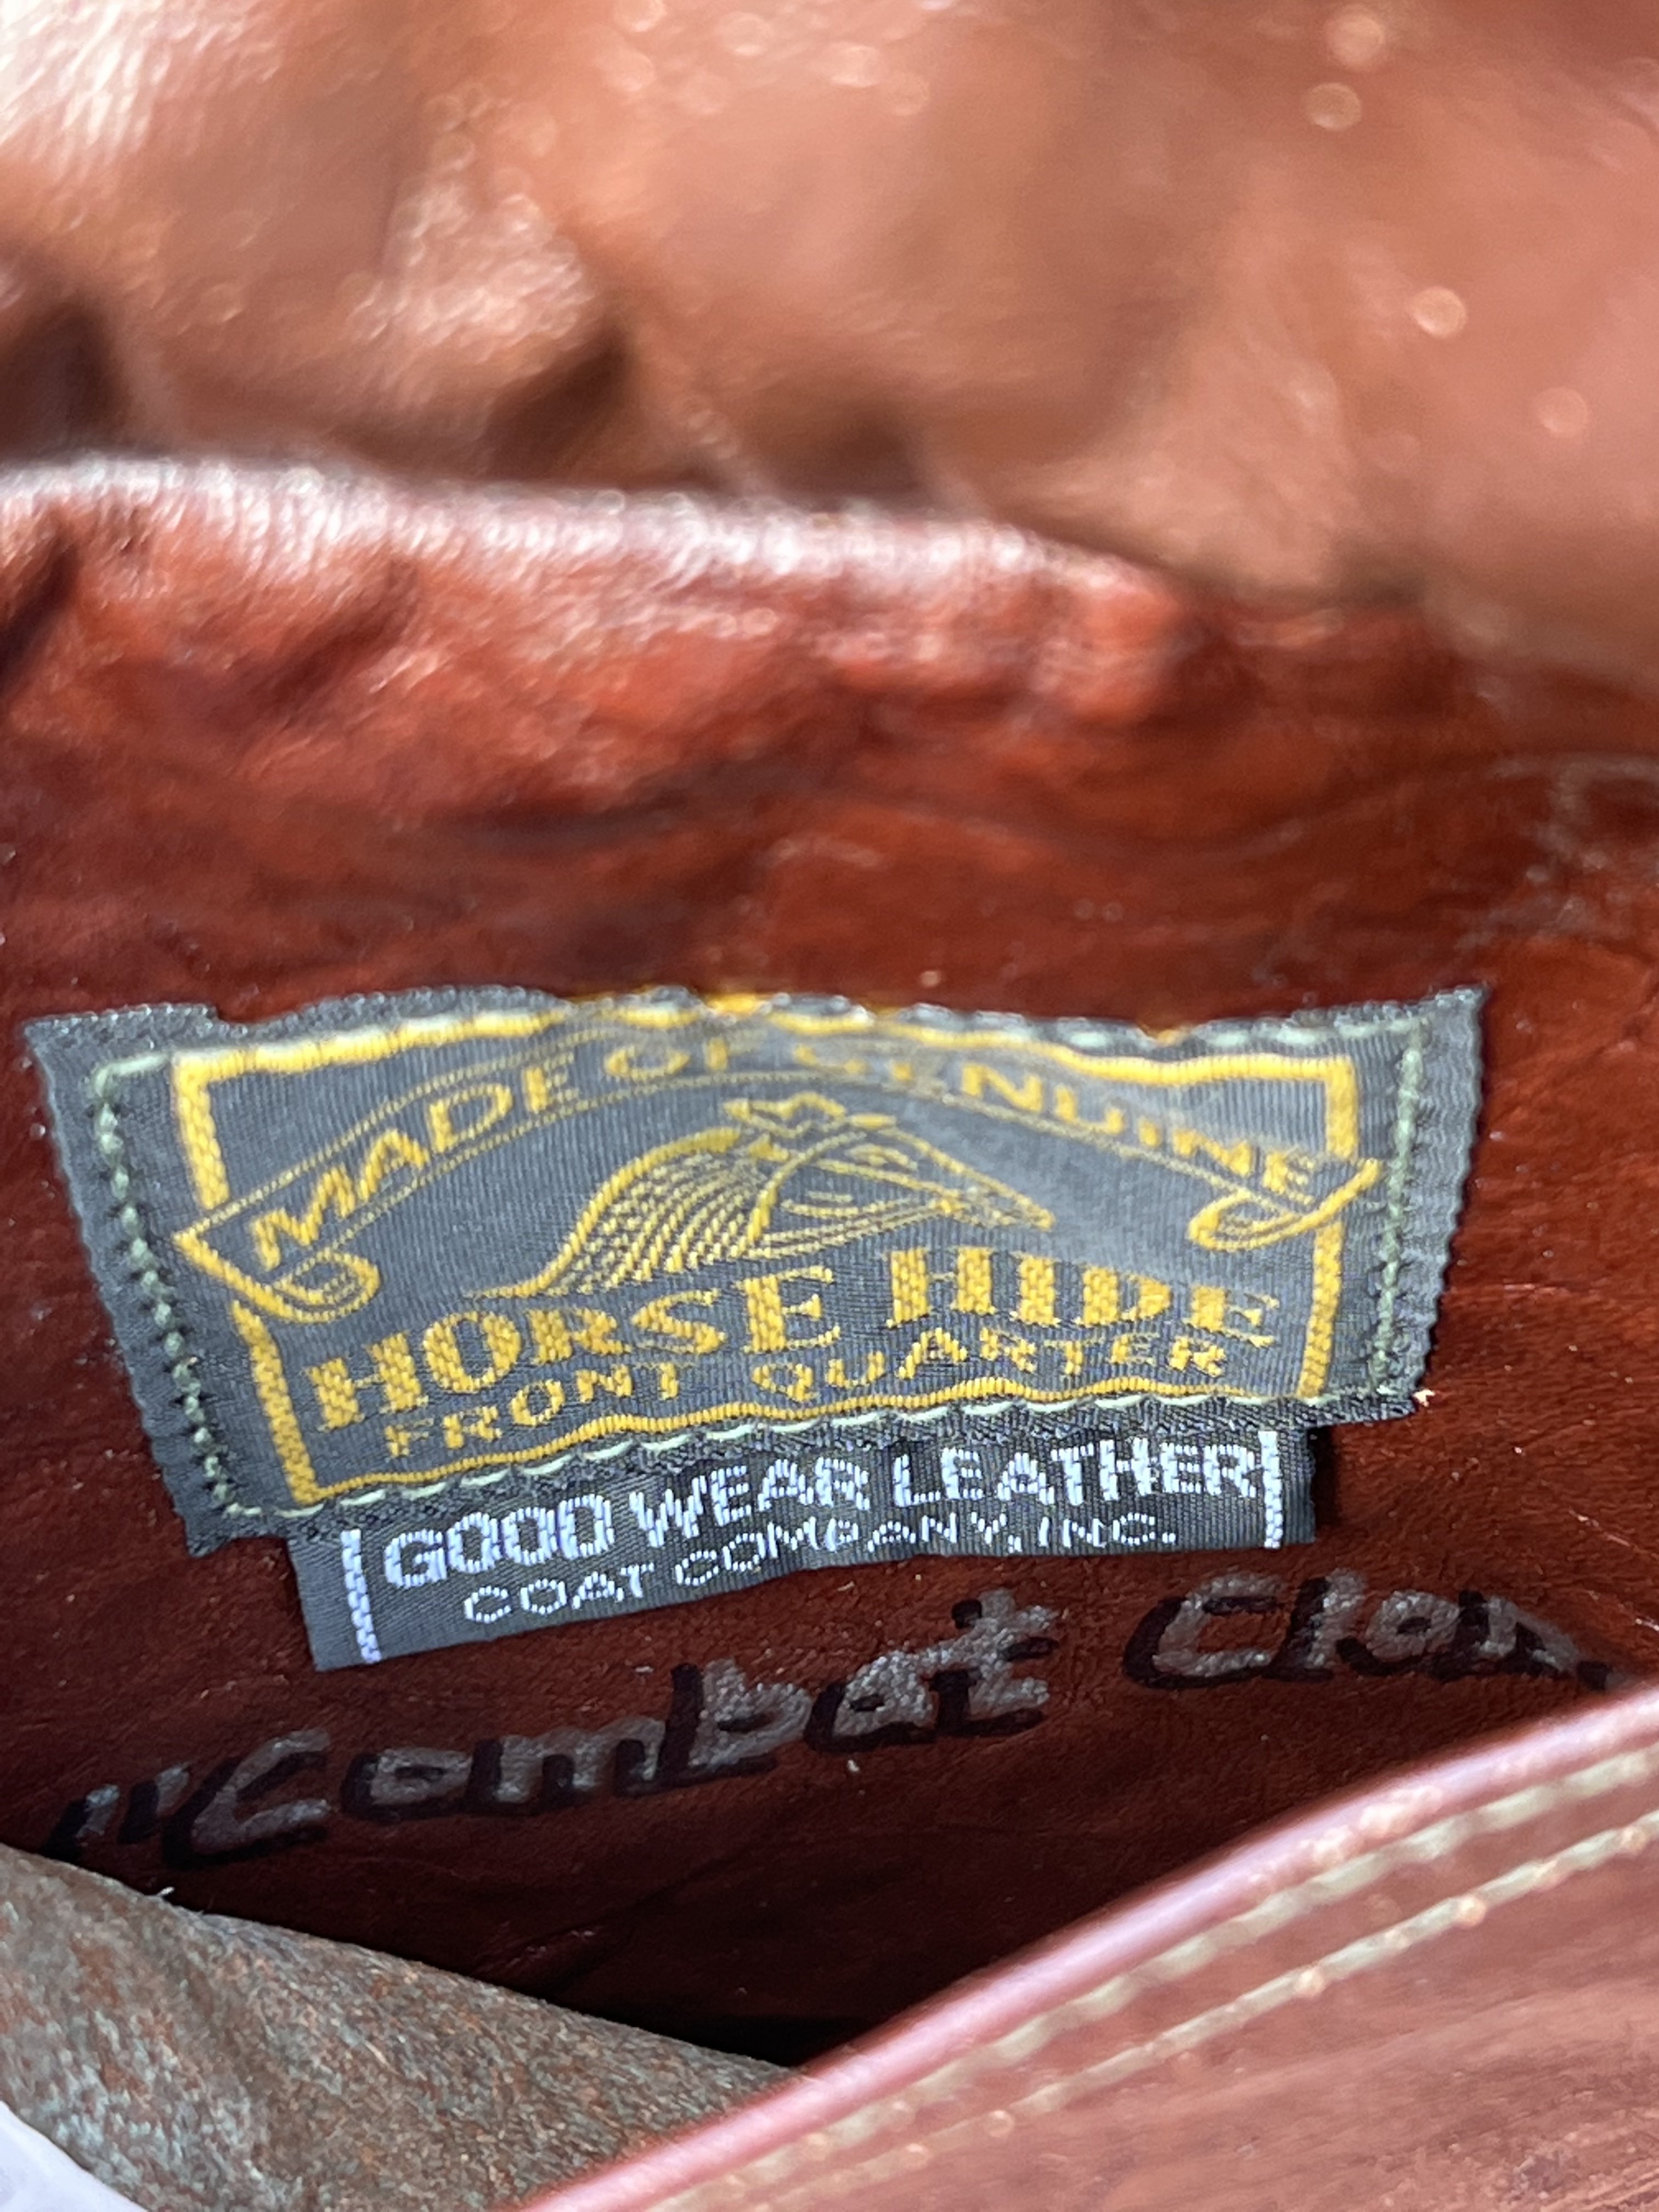 MADE OF GENUINE
HORSE HIDE
FRONT QUARTER
GOOD WEAR LEATHER
COAT COMPANY, INC.
"Combat